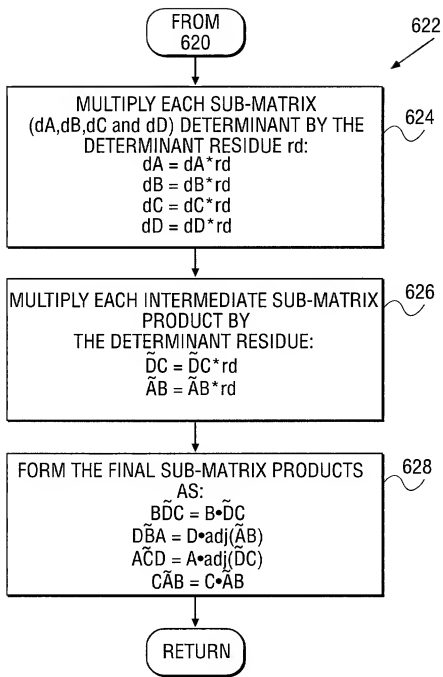 FROM
620
622
MULTIPLY EACH SUB-MATRIX
(dA,dB,dC and dD) DETERMINANT BY THE
DETERMINANT RESIDUE rd:
dA = dA*rd
dB = dB*rd
dC = dC*rd
dD = dD*rd
624
MULTIPLY EACH INTERMEDIATE SUB-MATRIX
PRODUCT BY
THE DETERMINANT RESIDUE:
D̃C = D̃C*rd
ÃB = ÃB*rd
626
FORM THE FINAL SUB-MATRIX PRODUCTS
AS:
BD̃C = B•D̃C
DB̃A = D•adj(ÃB)
AC̃D = A•adj(D̃C)
CÃB = C•ÃB
628
RETURN